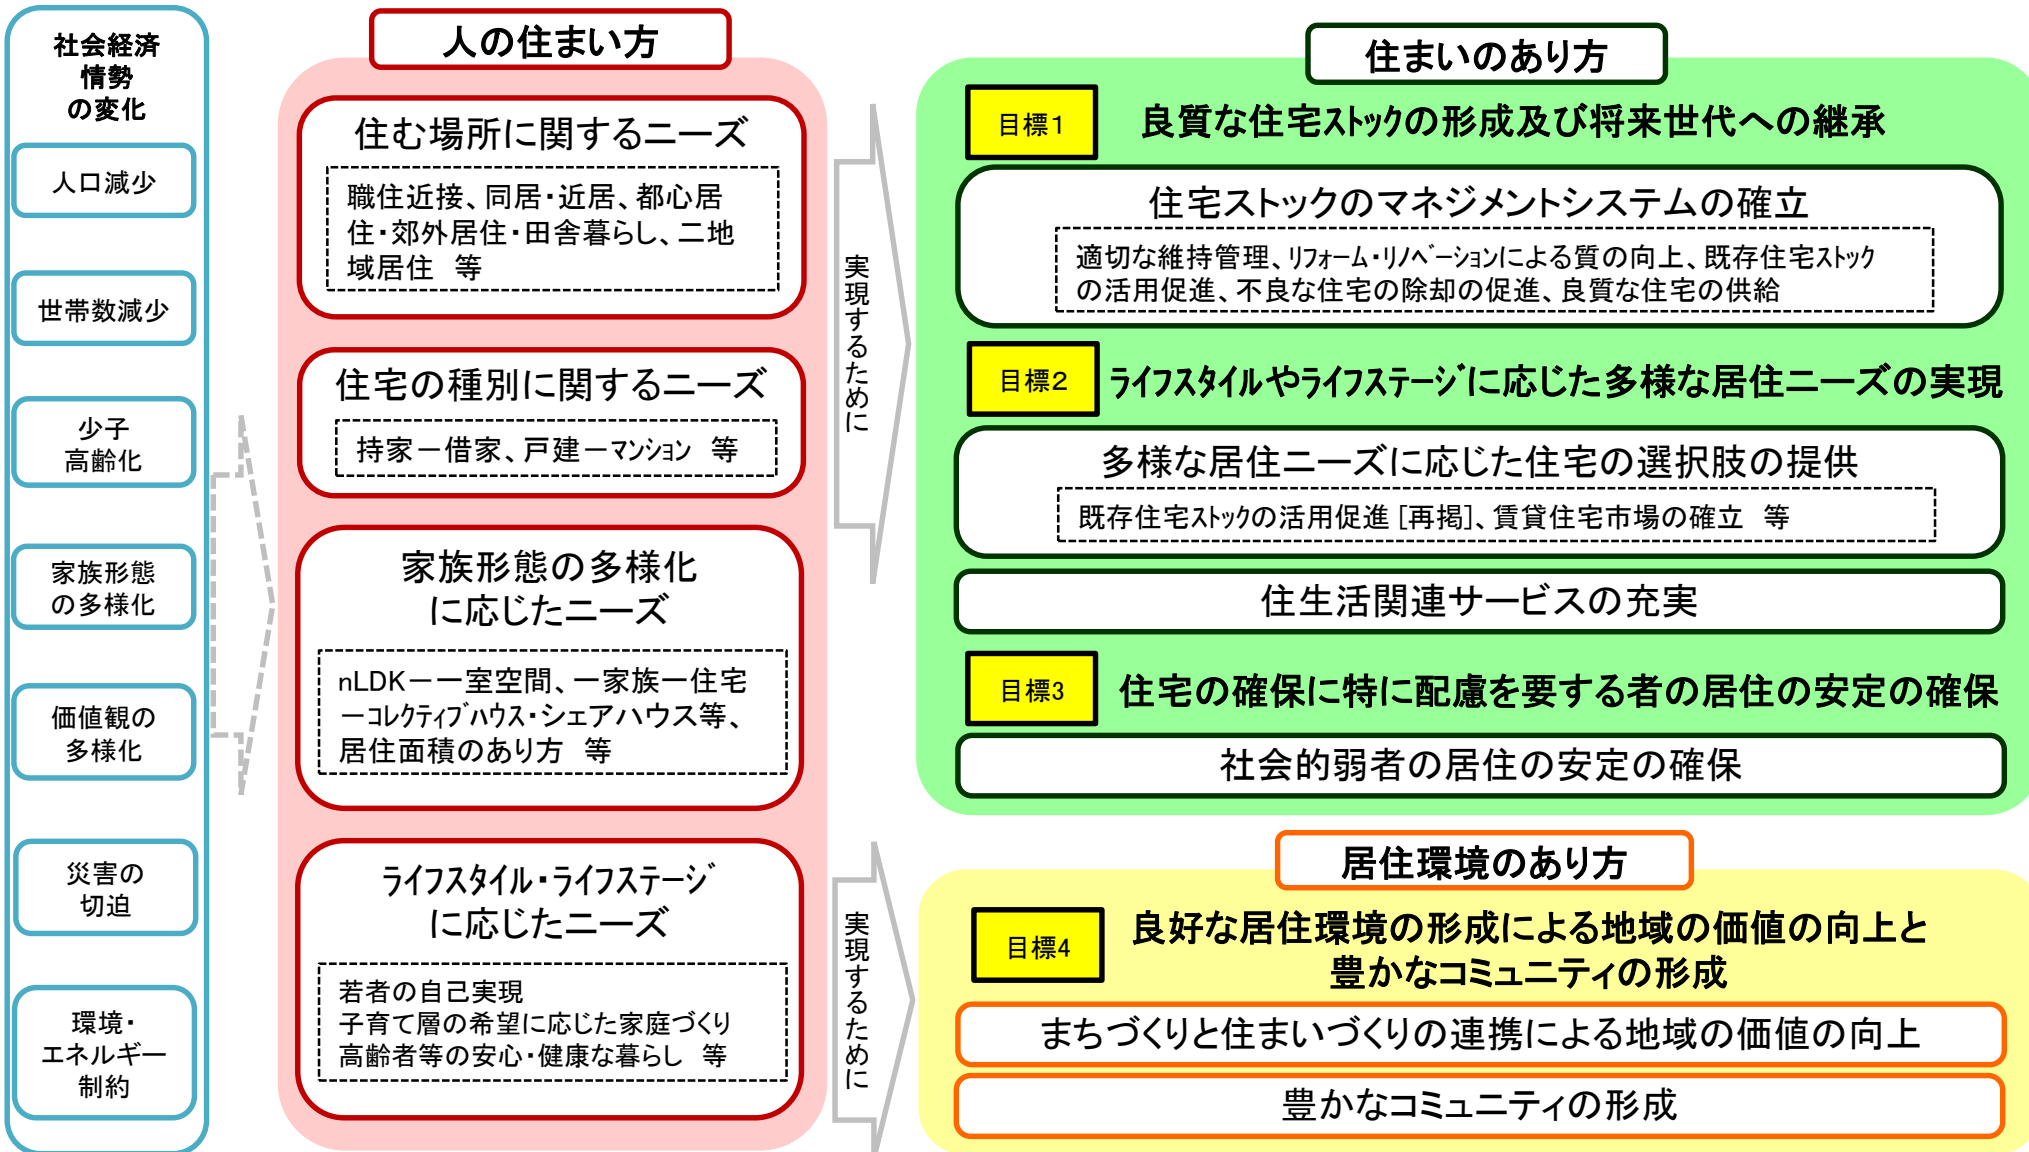 社会経済
情勢
の変化
人口減少
世帯数減少
少子
高齢化
家族形態
の多様化
価値観の
多様化
災害の
切迫
環境・
エネルギー
制約
人の住まい方
住む場所に関するニーズ
職住近接、同居・近居、都心居
住・郊外居住・田舎暮らし、二地
域居住　等
住宅の種別に関するニーズ
持家－借家、戸建－ﾏﾝｼｮﾝ　等
家族形態の多様化
に応じたニーズ
nLDK－一室空間、一家族一住宅
－ｺﾚｸﾃｨﾌﾞﾊｳｽ・シェアハウス等、
居住面積のあり方　等
ﾗｲﾌｽﾀｲﾙ・ﾗｲﾌｽﾃｰｼﾞ
に応じたニーズ
若者の自己実現
子育て層の希望に応じた家庭づくり
高齢者等の安心・健康な暮らし　等
実現するために
実現するために
住まいのあり方
目標１
良質な住宅ｽﾄｯｸの形成及び将来世代への継承
住宅ストックのマネジメントシステムの確立
適切な維持管理、ﾘﾌｫｰﾑ・ﾘﾉﾍﾞｰｼｮﾝによる質の向上、既存住宅ｽﾄｯｸ
の活用促進、不良な住宅の除却の促進、良質な住宅の供給
目標２
ﾗｲﾌｽﾀｲﾙやﾗｲﾌｽﾃｰｼﾞに応じた多様な居住ニーズの実現
多様な居住ニーズに応じた住宅の選択肢の提供
既存住宅ｽﾄｯｸの活用促進 [再掲]、賃貸住宅市場の確立　等
住生活関連サービスの充実
目標3
住宅の確保に特に配慮を要する者の居住の安定の確保
社会的弱者の居住の安定の確保
居住環境のあり方
目標4
良好な居住環境の形成による地域の価値の向上と
豊かなコミュニティの形成
まちづくりと住まいづくりの連携による地域の価値の向上
豊かなコミュニティの形成